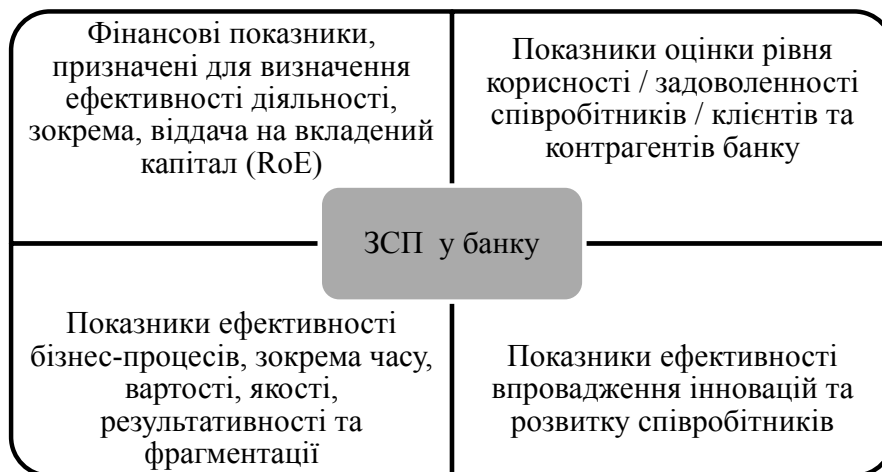 Фінансові показники,
призначені для визначення
ефективності діяльності,
зокрема, віддача на вкладений
капітал (RoE)
Показники оцінки рівня
корисності / задоволенності
співробітників / клієнтів та
контрагентів банку
ЗСП у банку
Показники ефективності
бізнес-процесів, зокрема часу,
вартості, якості,
результативності та
фрагментації
Показники ефективності
впровадження інновацій та
розвитку співробітників